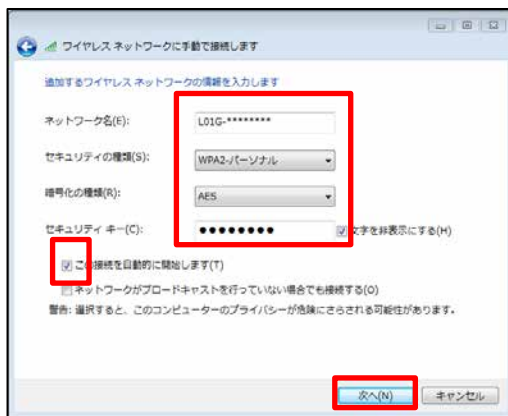 ワイヤレス ネットワークに手動で接続します
追加するワイヤレス ネットワークの情報を入力します
ネットワーク名(E): L01G-********
セキュリティの種類(S): WPA2-パーソナル
暗号化の種類(R): AES
セキュリティ キー(C): ●●●●●●●● 文字を非表示にする(H)
この接続を自動的に開始します(T)
ネットワークがブロードキャストを行っていない場合でも接続する(O)
警告: 選択すると、このコンピューターのプライバシーが危険にさらされる可能性があります。
次へ(N) キャンセル